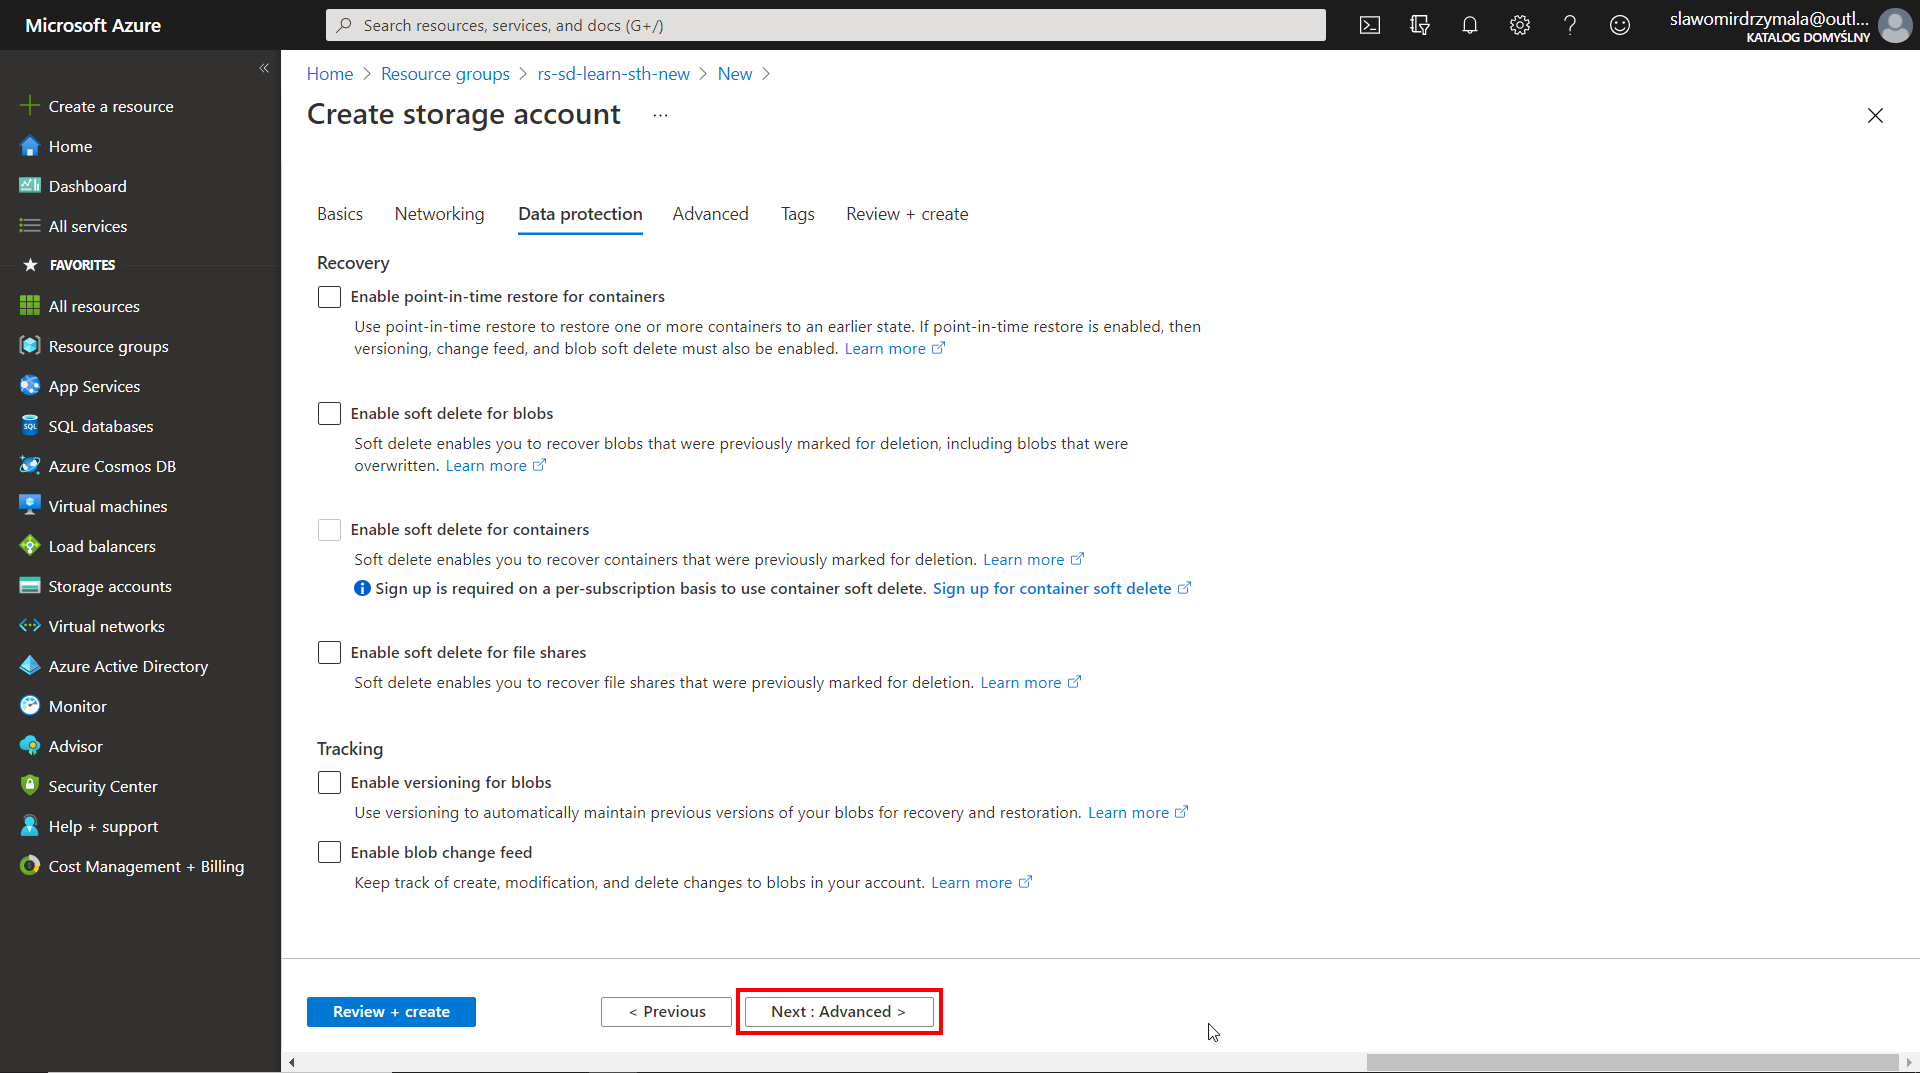 Microsoft Azure
Search resources, services, and docs (G+/)
slawomirdrzymala@outl...
KATALOG DOMYŚLNY
«
Create a resource
Home
Dashboard
All services
FAVORITES
All resources
Resource groups
App Services
SQL databases
Azure Cosmos DB
Virtual machines
Load balancers
Storage accounts
Virtual networks
Azure Active Directory
Monitor
Advisor
Security Center
Help + support
Cost Management + Billing
Home > Resource groups > rs-sd-learn-sth-new > New >
Create storage account ...
Basics Networking Data protection Advanced Tags Review + create
Recovery
Enable point-in-time restore for containers
Use point-in-time restore to restore one or more containers to an earlier state. If point-in-time restore is enabled, then
versioning, change feed, and blob soft delete must also be enabled. Learn more
Enable soft delete for blobs
Soft delete enables you to recover blobs that were previously marked for deletion, including blobs that were
overwritten. Learn more
Enable soft delete for containers
Soft delete enables you to recover containers that were previously marked for deletion. Learn more
Sign up is required on a per-subscription basis to use container soft delete. Sign up for container soft delete
Enable soft delete for file shares
Soft delete enables you to recover file shares that were previously marked for deletion. Learn more
Tracking
Enable versioning for blobs
Use versioning to automatically maintain previous versions of your blobs for recovery and restoration. Learn more
Enable blob change feed
Keep track of create, modification, and delete changes to blobs in your account. Learn more
Review + create
< Previous
Next : Advanced >